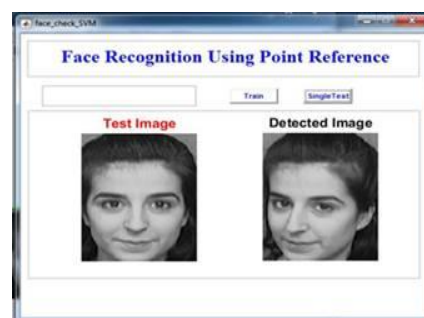 face_check_SVM
Face Recognition Using Point Reference
Train
SingleTest
Test Image
Detected Image